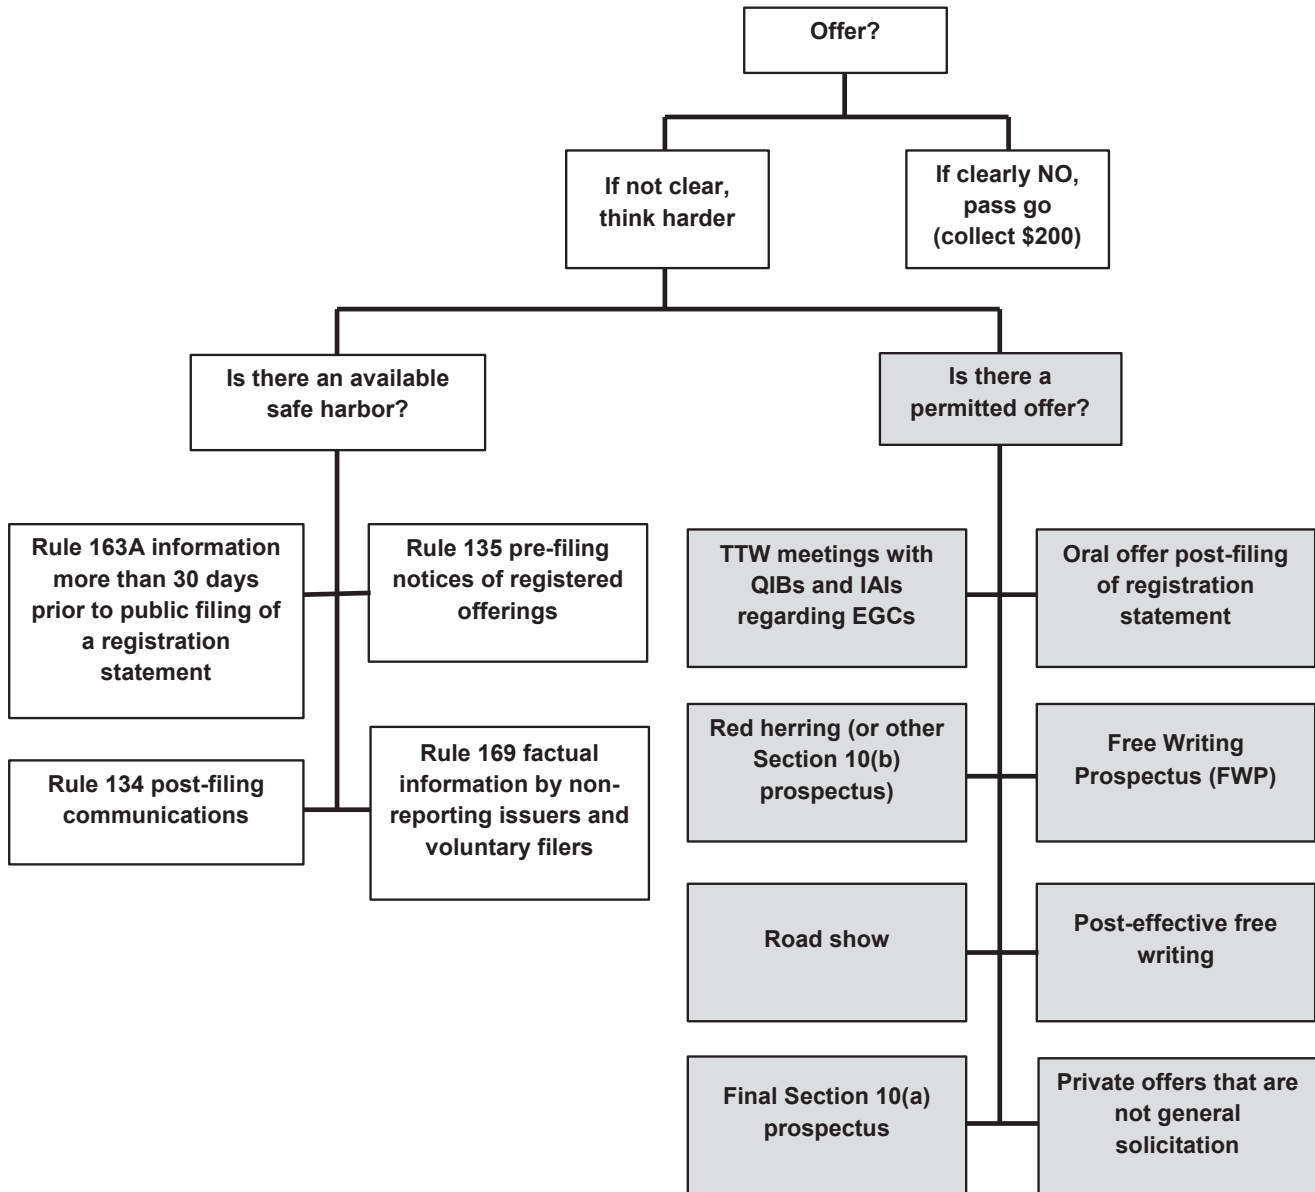 Offer?
If not clear,
think harder
If clearly NO,
pass go
(collect $200)
Is there an available
safe harbor?
Is there a
permitted offer?
Rule 163A information
more than 30 days
prior to public filing of
a registration
statement
Rule 135 pre-filing
notices of registered
offerings
TTW meetings with
QIBs and IAIs
regarding EGCs
Oral offer post-filing
of registration
statement
Rule 134 post-filing
communications
Rule 169 factual
information by non-
reporting issuers and
voluntary filers
Red herring (or other
Section 10(b)
prospectus)
Free Writing
Prospectus (FWP)
Road show
Post-effective free
writing
Final Section 10(a)
prospectus
Private offers that are
not general
solicitation